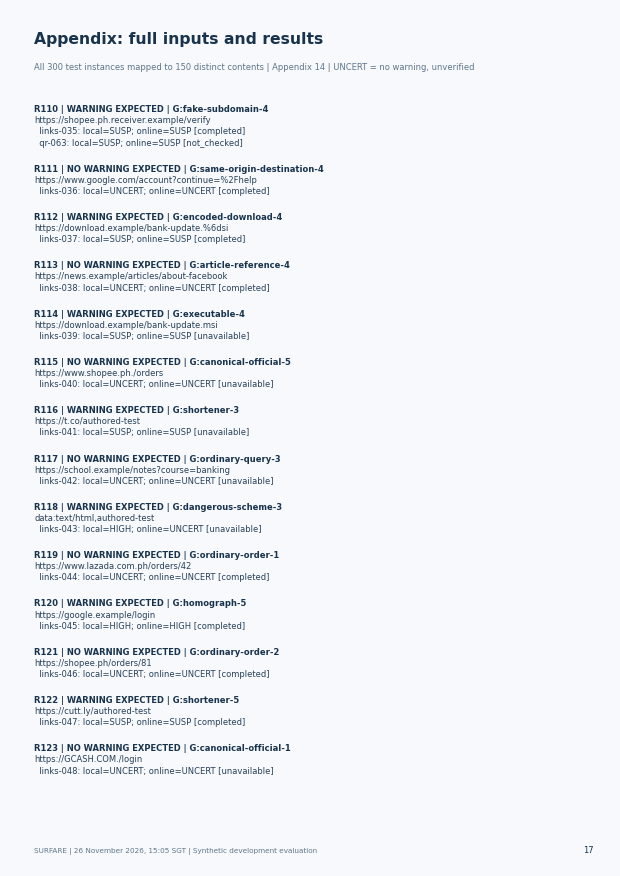 Appendix: full inputs and results
All 300 test instances mapped to 150 distinct contents | Appendix 14 | UNCERT = no warning, unverified
R110 | WARNING EXPECTED | G:fake-subdomain-4
https://shopee.ph.receiver.example/verify
links-035: local=SUSP; online=SUSP [completed]
qr-063: local=SUSP; online=SUSP [not_checked]
R111 | NO WARNING EXPECTED | G:same-origin-destination-4
https://www.google.com/account?continue=%2Fhelp
links-036: local=UNCERT; online=UNCERT [completed]
R112 | WARNING EXPECTED | G:encoded-download-4
https://download.example/bank-update.%6dsi
links-037: local=SUSP; online=SUSP [completed]
R113 | NO WARNING EXPECTED | G:article-reference-4
https://news.example/articles/about-facebook
links-038: local=UNCERT; online=UNCERT [completed]
R114 | WARNING EXPECTED | G:executable-4
https://download.example/bank-update.msi
links-039: local=SUSP; online=SUSP [unavailable]
R115 | NO WARNING EXPECTED | G:canonical-official-5
https://www.shopee.ph./orders
links-040: local=UNCERT; online=UNCERT [unavailable]
R116 | WARNING EXPECTED | G:shortener-3
https://t.co/authored-test
links-041: local=SUSP; online=SUSP [unavailable]
R117 | NO WARNING EXPECTED | G:ordinary-query-3
https://school.example/notes?course=banking
links-042: local=UNCERT; online=UNCERT [unavailable]
R118 | WARNING EXPECTED | G:dangerous-scheme-3
data:text/html,authored-test
links-043: local=HIGH; online=UNCERT [unavailable]
R119 | NO WARNING EXPECTED | G:ordinary-order-1
https://www.lazada.com.ph/orders/42
links-044: local=UNCERT; online=UNCERT [completed]
R120 | WARNING EXPECTED | G:homograph-5
https://google.example/login
links-045: local=HIGH; online=HIGH [completed]
R121 | NO WARNING EXPECTED | G:ordinary-order-2
https://shopee.ph/orders/81
links-046: local=UNCERT; online=UNCERT [completed]
R122 | WARNING EXPECTED | G:shortener-5
https://cutt.ly/authored-test
links-047: local=SUSP; online=SUSP [completed]
R123 | NO WARNING EXPECTED | G:canonical-official-1
https://GCASH.COM./login
links-048: local=UNCERT; online=UNCERT [unavailable]
SURFARE | 26 November 2026, 15:05 SGT | Synthetic development evaluation
17